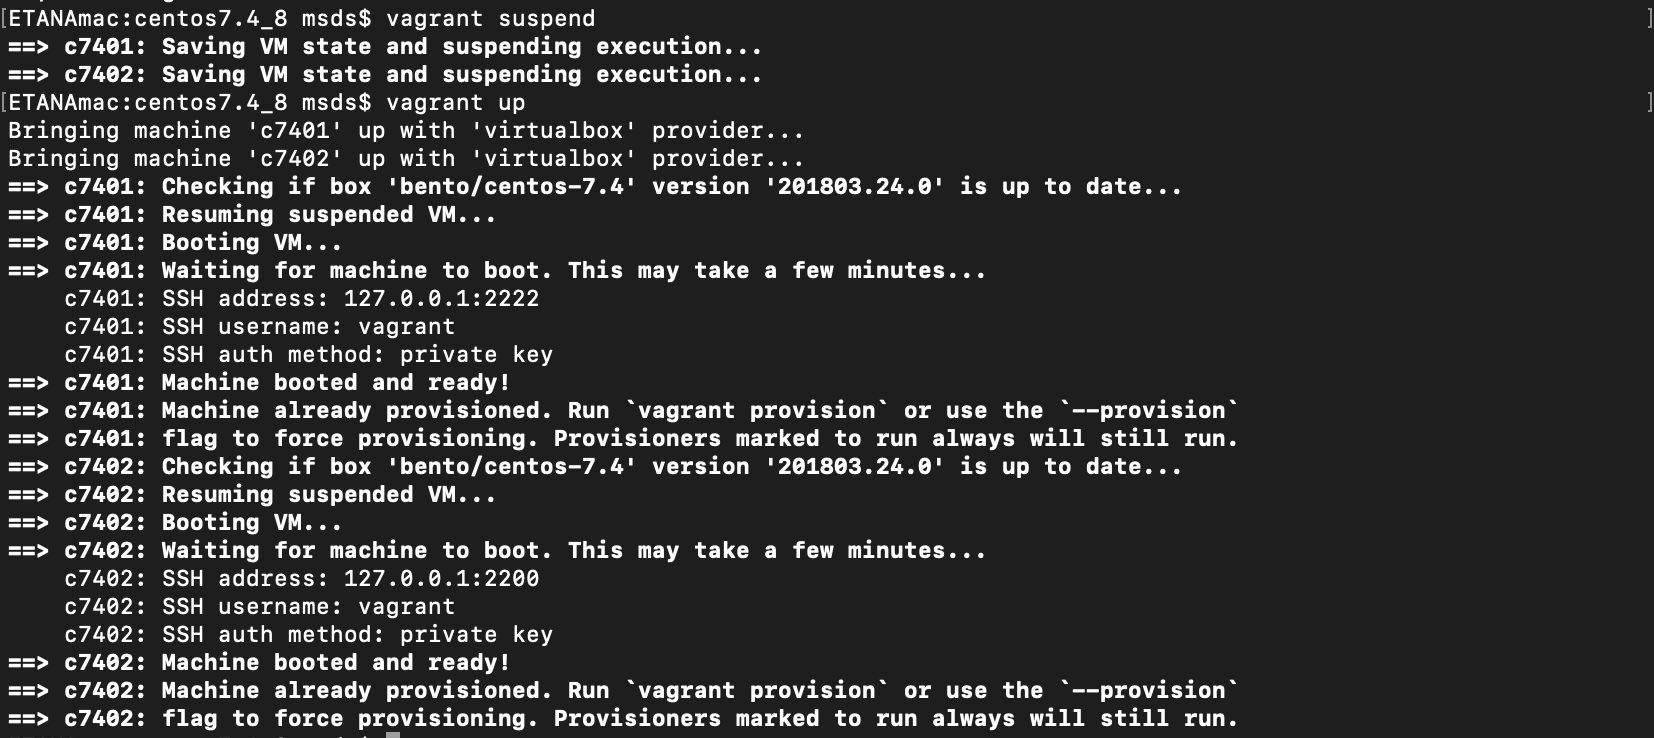 [ETANAmac:centos7.4_8 msds$ vagrant suspend ]
==> c7401: Saving VM state and suspending execution...
==> c7402: Saving VM state and suspending execution...
[ETANAmac:centos7.4_8 msds$ vagrant up ]
Bringing machine 'c7401' up with 'virtualbox' provider...
Bringing machine 'c7402' up with 'virtualbox' provider...
==> c7401: Checking if box 'bento/centos-7.4' version '201803.24.0' is up to date...
==> c7401: Resuming suspended VM...
==> c7401: Booting VM...
==> c7401: Waiting for machine to boot. This may take a few minutes...
    c7401: SSH address: 127.0.0.1:2222
    c7401: SSH username: vagrant
    c7401: SSH auth method: private key
==> c7401: Machine booted and ready!
==> c7401: Machine already provisioned. Run `vagrant provision` or use the `--provision`
==> c7401: flag to force provisioning. Provisioners marked to run always will still run.
==> c7402: Checking if box 'bento/centos-7.4' version '201803.24.0' is up to date...
==> c7402: Resuming suspended VM...
==> c7402: Booting VM...
==> c7402: Waiting for machine to boot. This may take a few minutes...
    c7402: SSH address: 127.0.0.1:2200
    c7402: SSH username: vagrant
    c7402: SSH auth method: private key
==> c7402: Machine booted and ready!
==> c7402: Machine already provisioned. Run `vagrant provision` or use the `--provision`
==> c7402: flag to force provisioning. Provisioners marked to run always will still run.